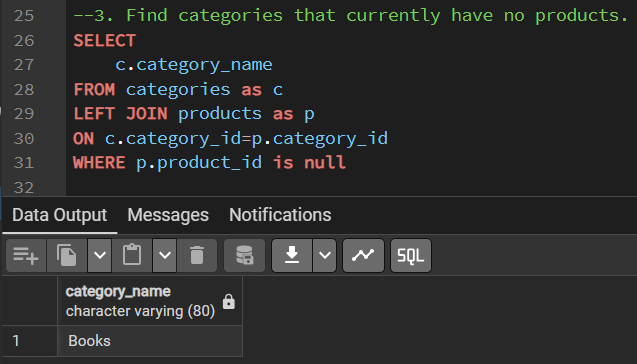 25 --3. Find categories that currently have no products.
26 SELECT
27 c.category_name
28 FROM categories as c
29 LEFT JOIN products as p
30 ON c.category_id=p.category_id
31 WHERE p.product_id is null
32
Data Output Messages Notifications
SQL
category_name
character varying (80)
1 Books